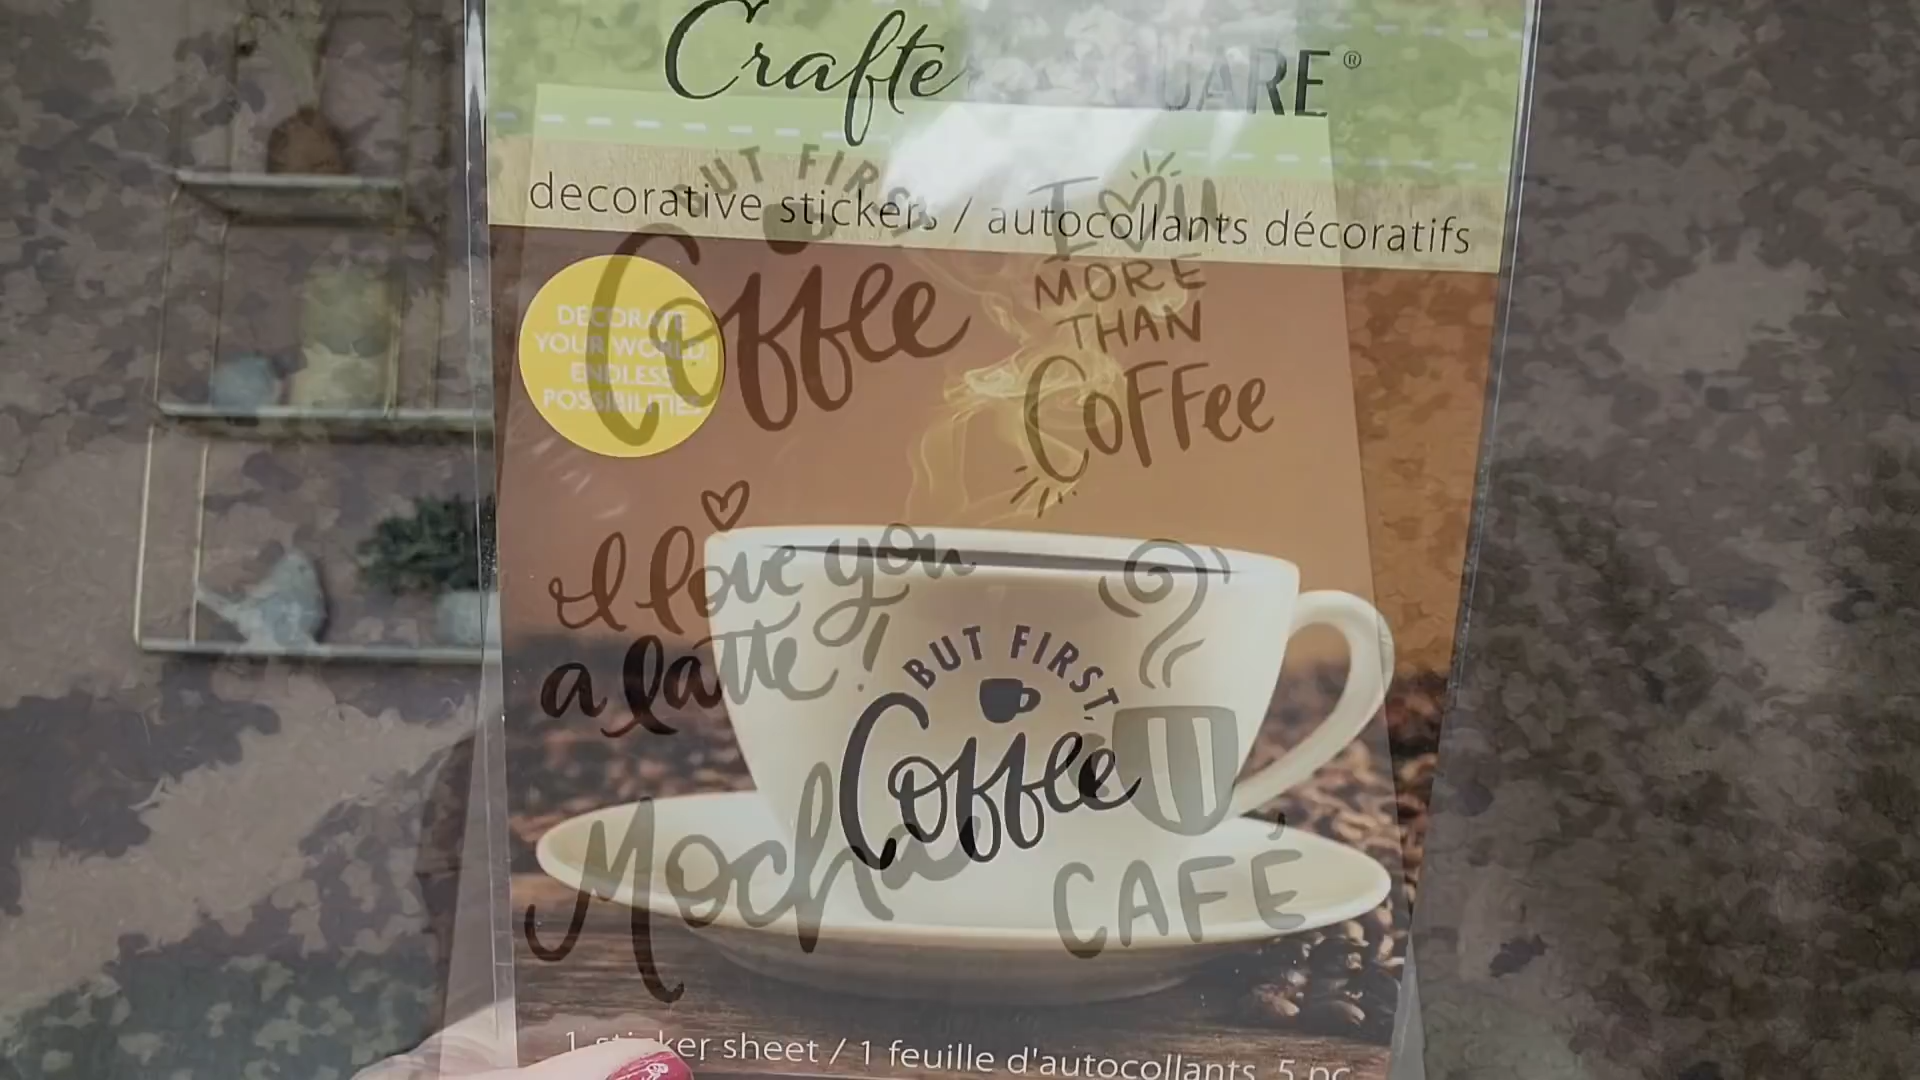 Crafte UARE®
decorative stickers / autocollants décoratifs
DECORATE
YOUR WORLD,
ENDLESS
POSSIBILITIES
BUT FIRST,
Coffee
I
MORE
THAN
COFFee
I love you
a latte!
BUT FIRST,
Coffee
Mocha
CAFÉ
1 sticker sheet / 1 feuille d'autocollants 5 pc